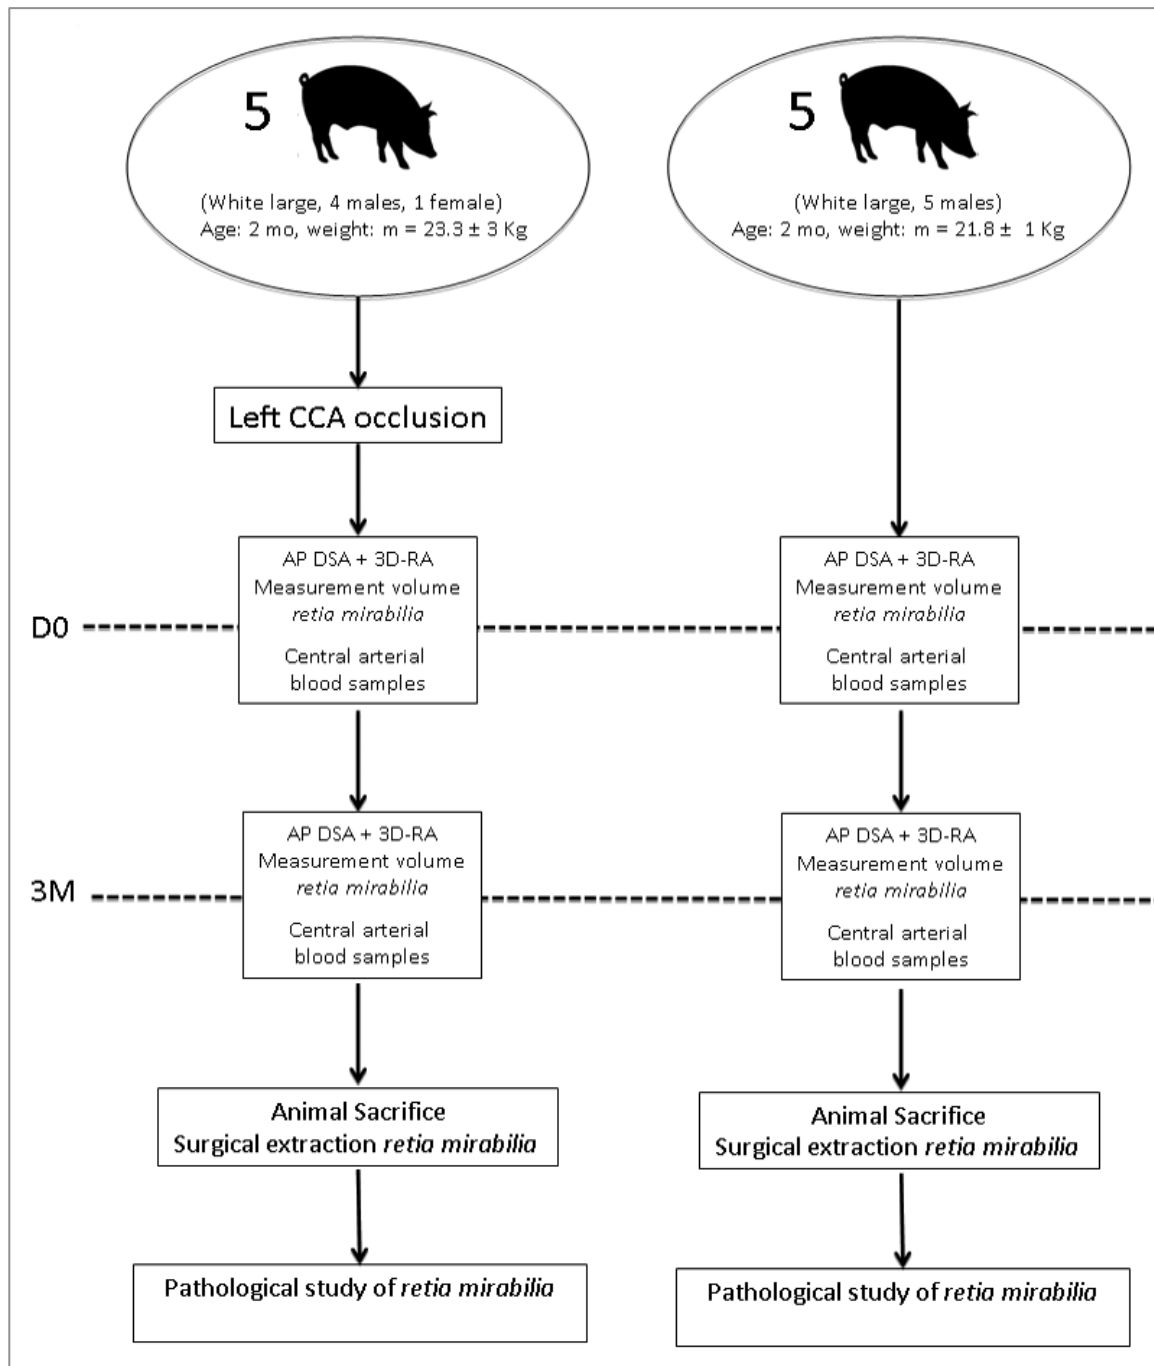 5
(White large, 4 males, 1 female)
Age: 2 mo, weight: m = 23.3 ± 3 Kg
5
(White large, 5 males)
Age: 2 mo, weight: m = 21.8 ± 1 Kg
Left CCA occlusion
D0
AP DSA + 3D-RA
Measurement volume
retia mirabilia
Central arterial
blood samples
AP DSA + 3D-RA
Measurement volume
retia mirabilia
Central arterial
blood samples
3M
AP DSA + 3D-RA
Measurement volume
retia mirabilia
Central arterial
blood samples
AP DSA + 3D-RA
Measurement volume
retia mirabilia
Central arterial
blood samples
Animal Sacrifice
Surgical extraction retia mirabilia
Animal Sacrifice
Surgical extraction retia mirabilia
Pathological study of retia mirabilia
Pathological study of retia mirabilia